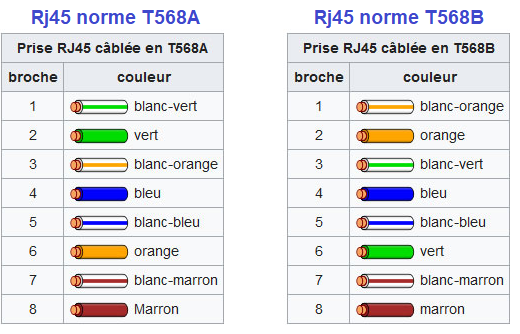 Rj45 norme T568A
Prise RJ45 câblée en T568A
broche couleur
1 blanc-vert
2 vert
3 blanc-orange
4 bleu
5 blanc-bleu
6 orange
7 blanc-marron
8 Marron
Rj45 norme T568B
Prise RJ45 câblée en T568B
broche couleur
1 blanc-orange
2 orange
3 blanc-vert
4 bleu
5 blanc-bleu
6 vert
7 blanc-marron
8 marron